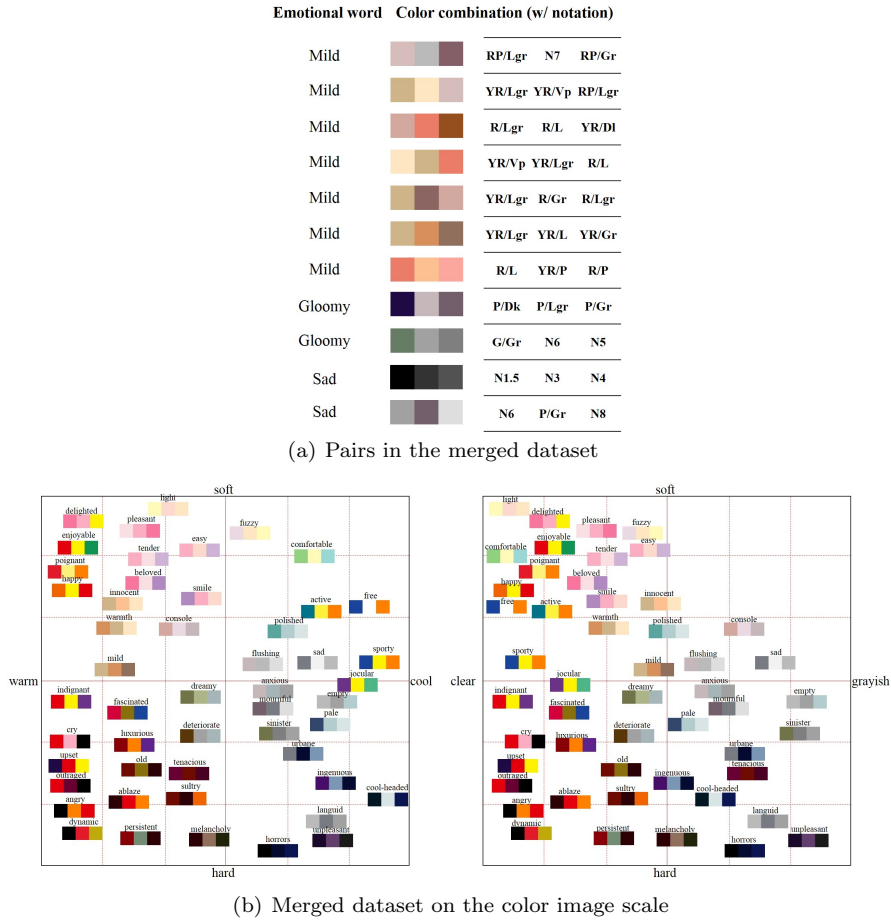 Emotional word Color combination (w/ notation)
Mild RP/Lgr N7 RP/Gr
Mild YR/Lgr YR/Vp RP/Lgr
Mild R/Lgr R/L YR/Dl
Mild YR/Vp YR/Lgr R/L
Mild YR/Lgr R/Gr R/Lgr
Mild YR/Lgr YR/L YR/Gr
Mild R/L YR/P R/P
Gloomy P/Dk P/Lgr P/Gr
Gloomy G/Gr N6 N5
Sad N1.5 N3 N4
Sad N6 P/Gr N8
(a) Pairs in the merged dataset
soft
light
delighted
pleasant
fuzzy
enjoyable
easy
tender
comfortable
poignant
happy
beloved
innocent
smile
active
free
warmth
console
polished
mild
flushing
sad
sporty
warm
cool
jocular
indignant
dreamy
anxious
fascinated
mournful
empty
pale
cry
luxurious
deteriorate
sinister
urbane
upset
old
tenacious
outraged
ingenuous
ablaze
sultry
cool-headed
angry
languid
dynamic
persistent
melancholy
unpleasant
horrors
hard
soft
light
delighted
pleasant
fuzzy
enjoyable
easy
comfortable
tender
poignant
happy
beloved
smile
innocent
free
active
warmth
polished
console
sporty
mild
flushing
sad
clear
grayish
jocular
indignant
dreamy
anxious
fascinated
mournful
empty
pale
cry
luxurious
deteriorate
sinister
urbane
upset
old
tenacious
outraged
ingenuous
ablaze
sultry
cool-headed
angry
languid
dynamic
persistent
melancholy
unpleasant
horrors
hard
(b) Merged dataset on the color image scale